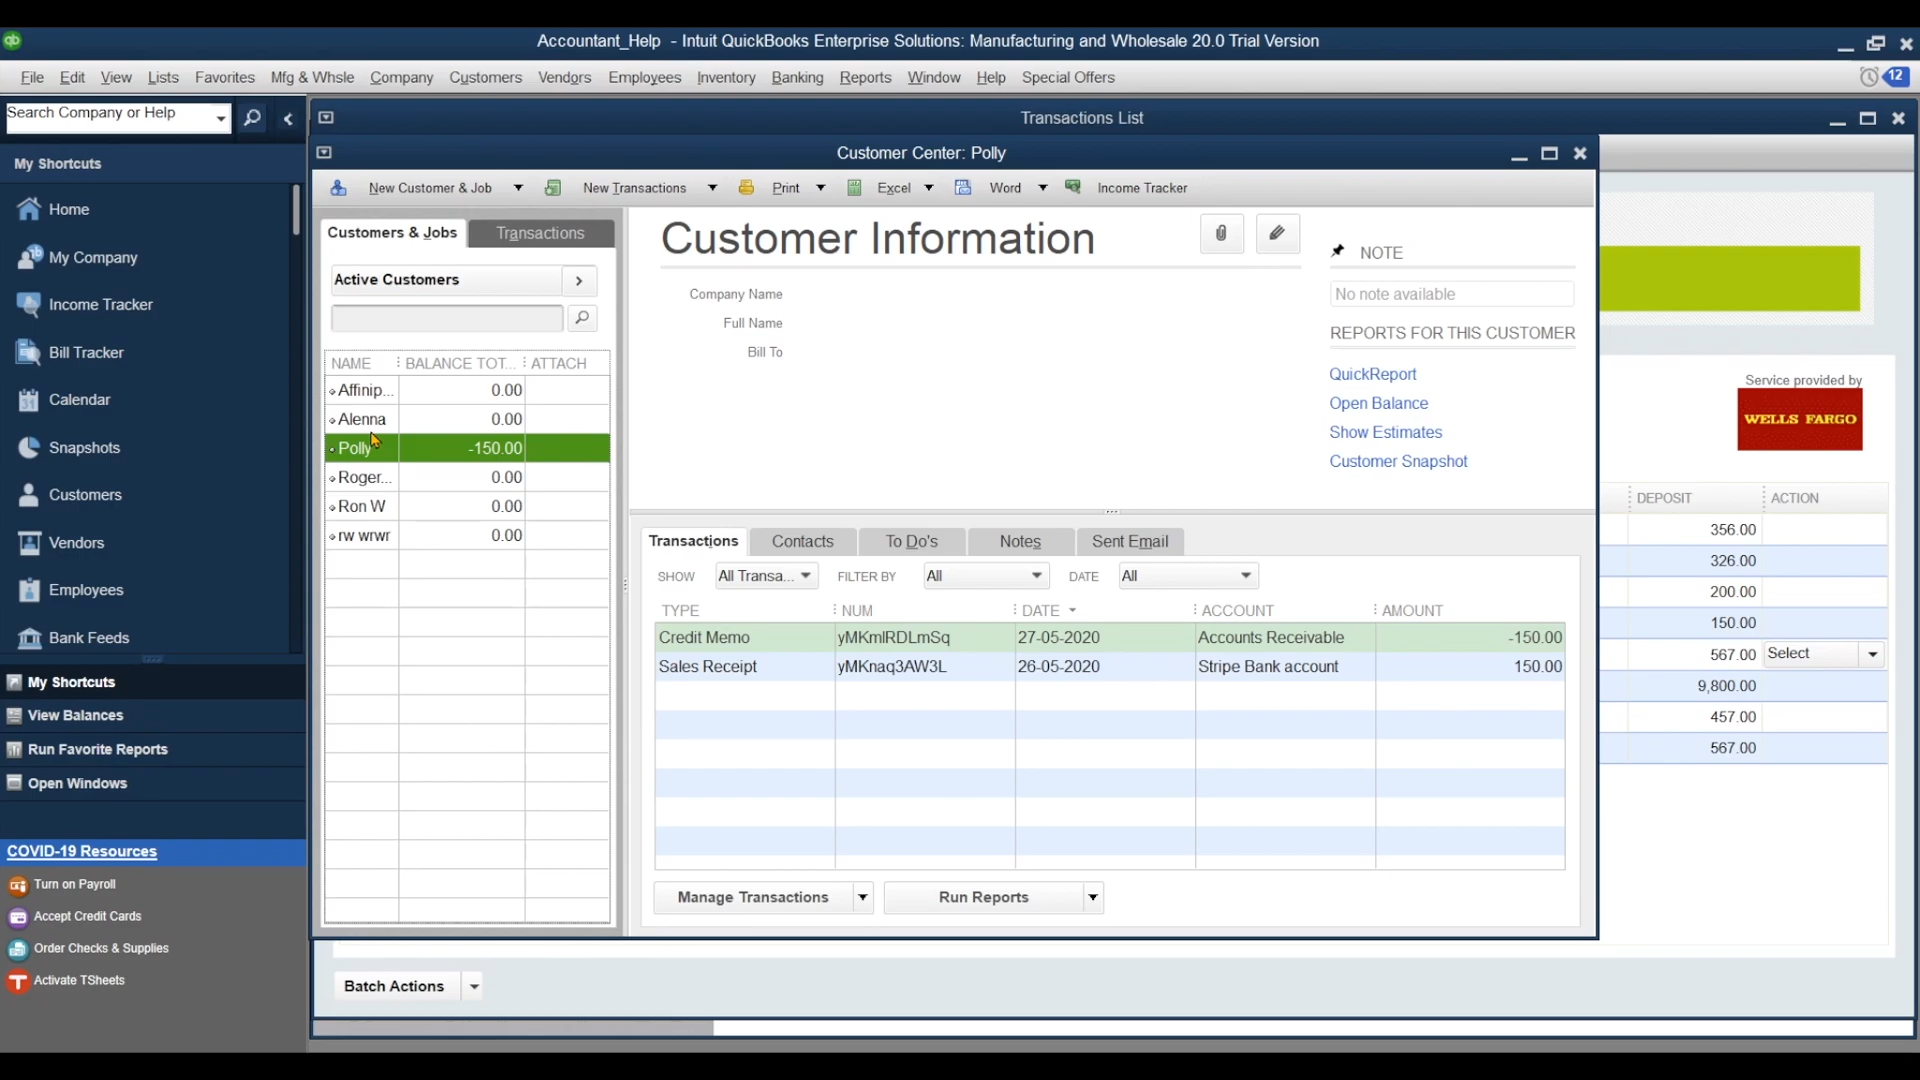 Accountant_Help - Intuit QuickBooks Enterprise Solutions: Manufacturing and Wholesale 20.0 Trial Version
File Edit View Lists Favorites Mfg & Whsle Company Customers Vendors Employees Inventory Banking Reports Window Help Special Offers 12
Search Company or Help
My Shortcuts
Home
My Company
Income Tracker
Bill Tracker
Calendar
Snapshots
Customers
Vendors
Employees
Bank Feeds
My Shortcuts
View Balances
Run Favorite Reports
Open Windows
COVID-19 Resources
Turn on Payroll
Accept Credit Cards
Order Checks & Supplies
Activate TSheets
Transactions List
Customer Center: Polly
New Customer & Job New Transactions Print Excel Word Income Tracker
Customers & Jobs Transactions
Active Customers
NAME BALANCE TOT... ATTACH
Affinip... 0.00
Alenna 0.00
Polly -150.00
Roger... 0.00
Ron W 0.00
rw wrwr 0.00
Customer Information
Company Name
Full Name
Bill To
NOTE
No note available
REPORTS FOR THIS CUSTOMER
QuickReport
Open Balance
Show Estimates
Customer Snapshot
Transactions Contacts To Do's Notes Sent Email
SHOW All Transa... FILTER BY All DATE All
TYPE NUM DATE ACCOUNT AMOUNT
Credit Memo yMKmlRDLmSq 27-05-2020 Accounts Receivable -150.00
Sales Receipt yMKnaq3AW3L 26-05-2020 Stripe Bank account 150.00
Manage Transactions Run Reports
Service provided by
WELLS FARGO
DEPOSIT ACTION
356.00
326.00
200.00
150.00
567.00 Select
9,800.00
457.00
567.00
Batch Actions